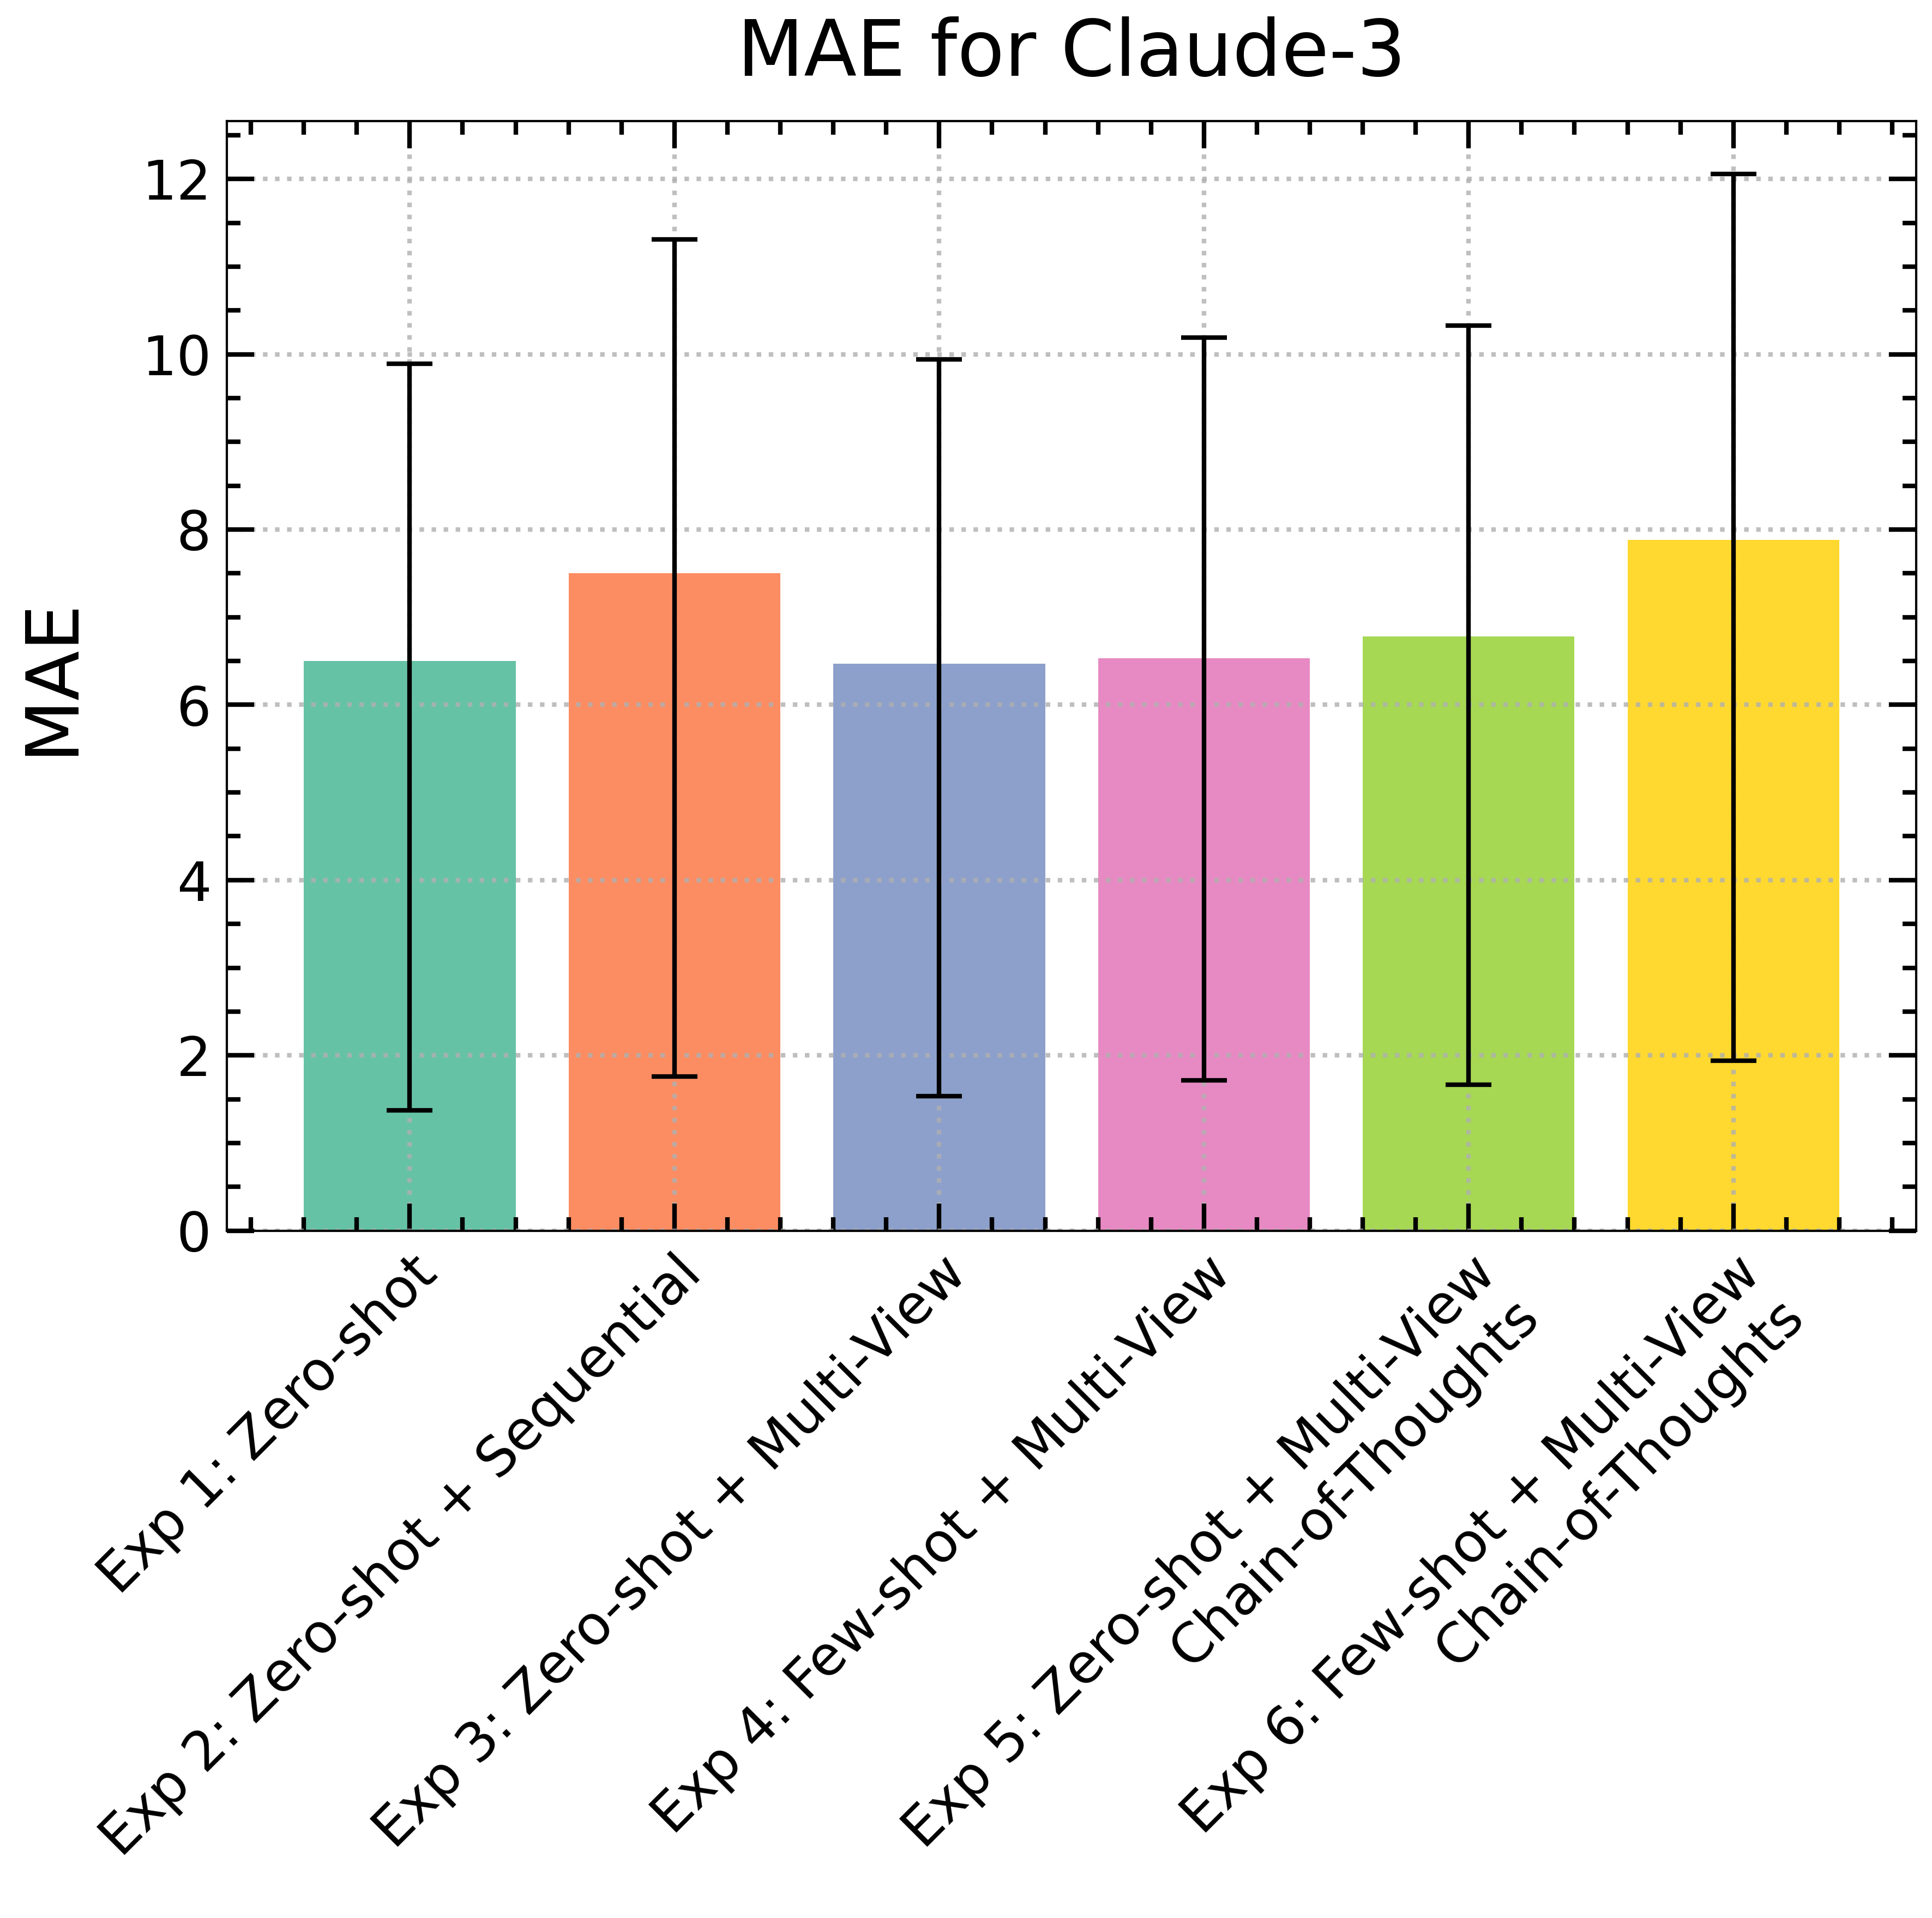 MAE for Claude-3
MAE
12
10
8
6
4
2
0
Exp 1: Zero-shot
Exp 2: Zero-shot + Sequential
Exp 3: Zero-shot + Multi-View
Exp 4: Few-shot + Multi-View
Exp 5: Zero-shot + Multi-View
Chain-of-Thoughts
Exp 6: Few-shot + Multi-View
Chain-of-Thoughts